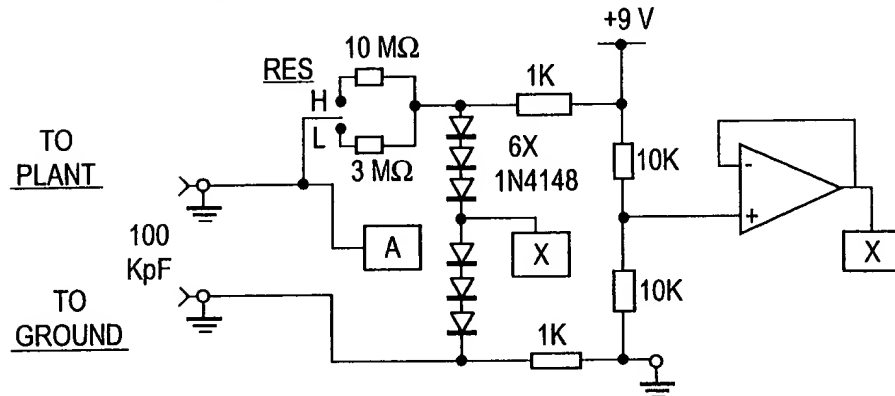 +9 V
10 MΩ
RES
1K
H
L
TO
PLANT
3 MΩ
6X
1N4148
10K
-
+
A
X
X
100
KpF
10K
TO
GROUND
1K